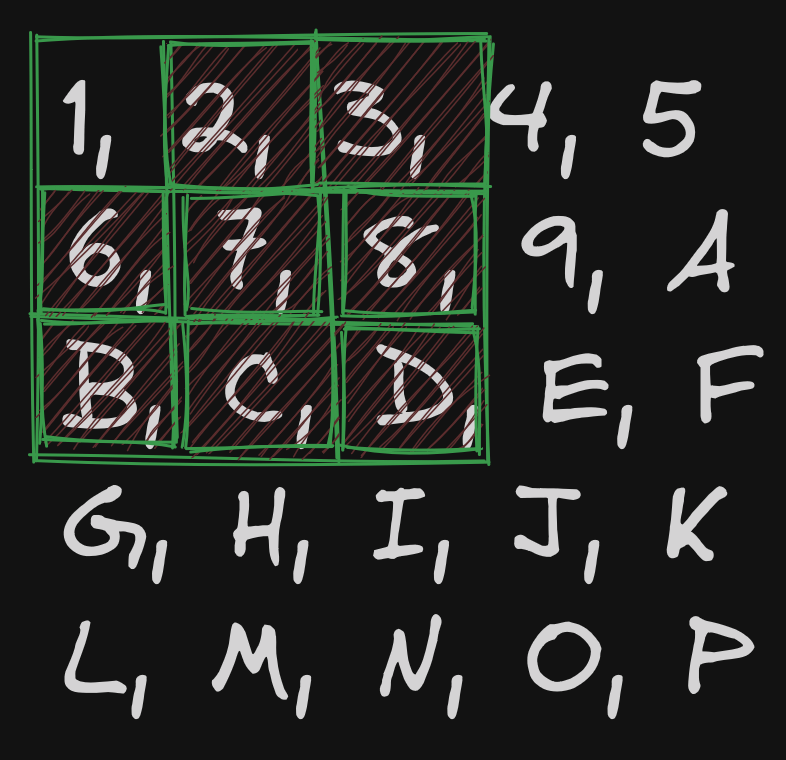 1, 2, 3, 4, 5
6, 7, 8, 9, A
B, C, D, E, F
G, H, I, J, K
L, M, N, O, P